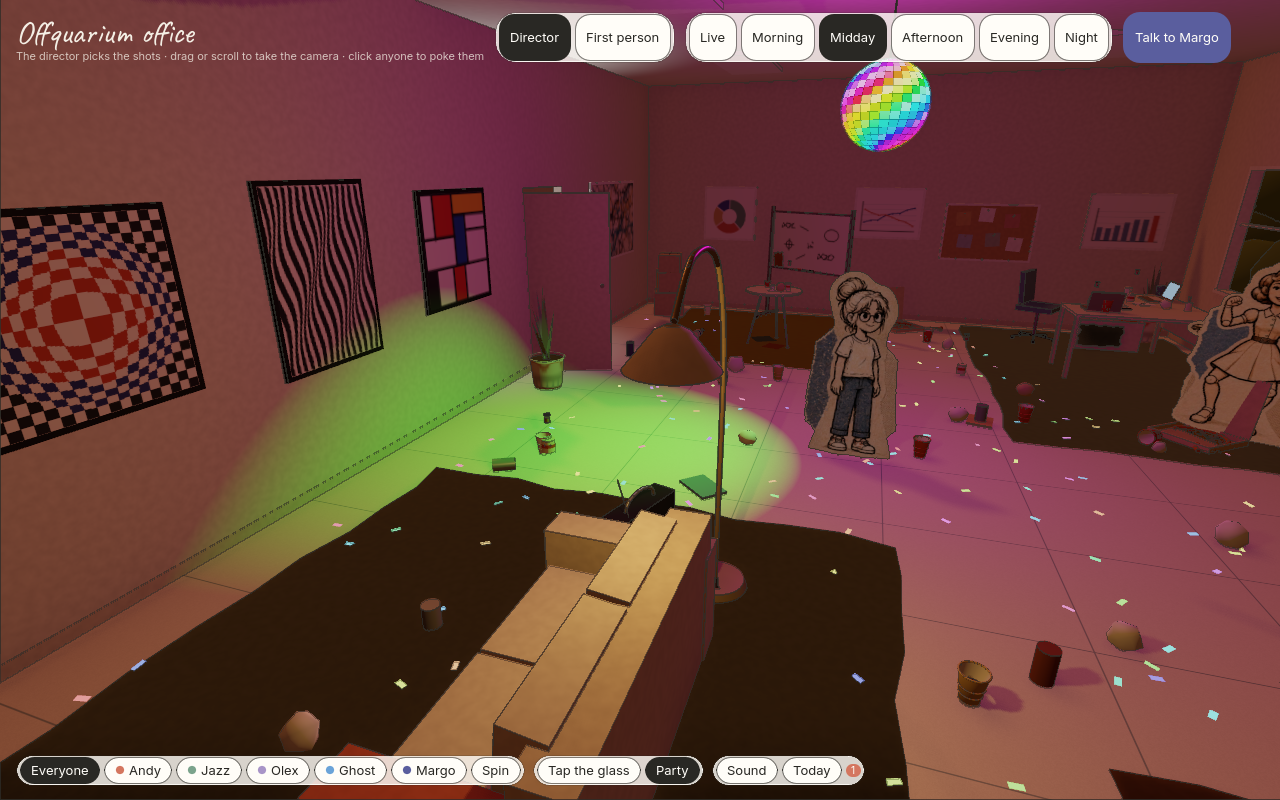 Offquarium office
The director picks the shots · drag or scroll to take the camera · click anyone to poke them
Director First person
Live Morning Midday Afternoon Evening Night
Talk to Margo
Everyone Andy Jazz Olex Ghost Margo Spin
Tap the glass Party
Sound Today 1